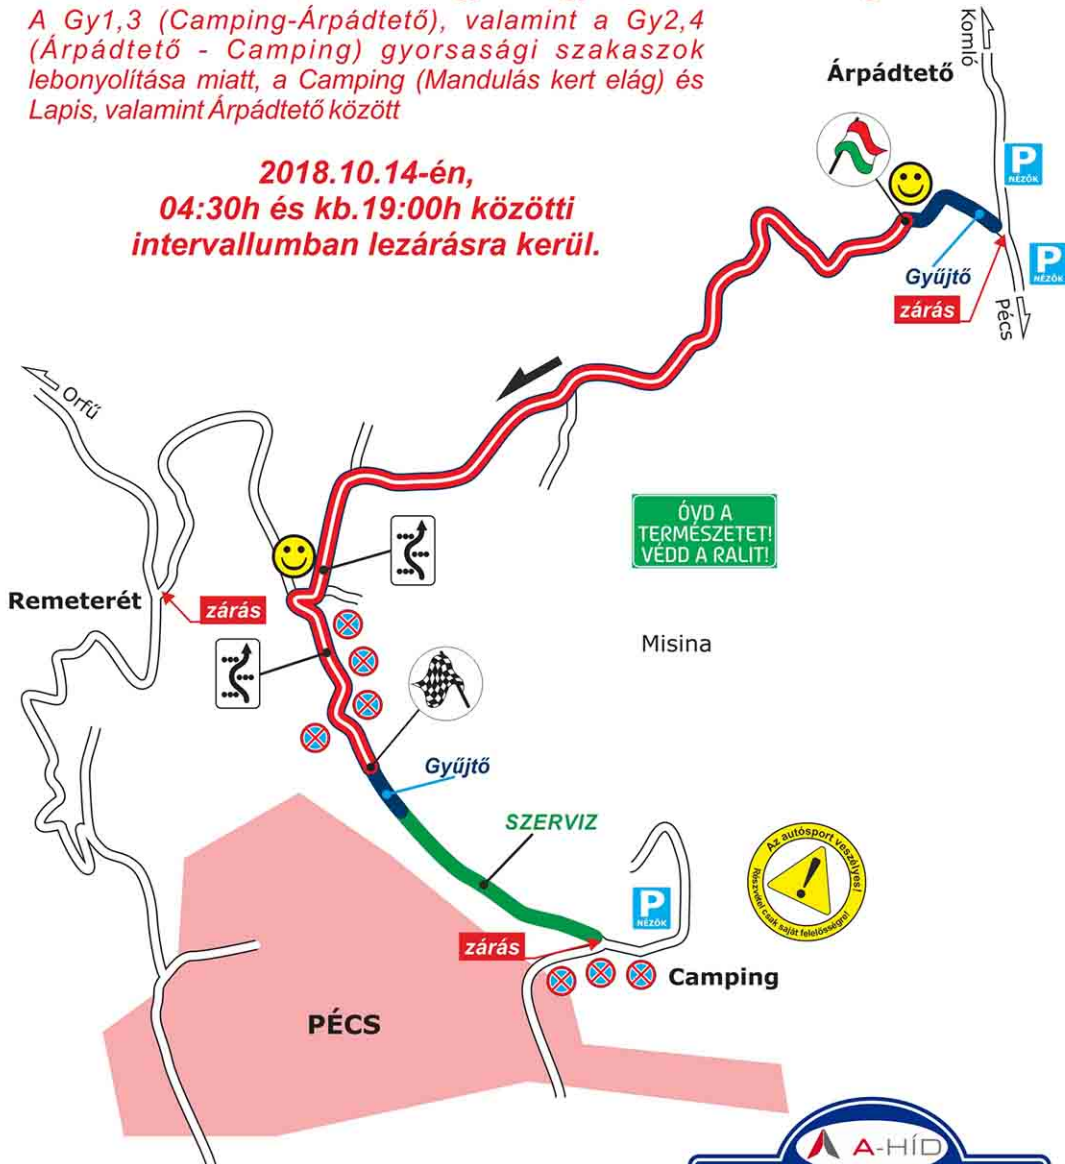 A Gy1,3 (Camping-Árpádtető), valamint a Gy2,4
(Árpádtető - Camping) gyorsasági szakaszok
lebonyolítása miatt, a Camping (Mandulás kert elág) és
Lapis, valamint Árpádtető között
2018.10.14-én,
04:30h és kb.19:00h közötti
intervallumban lezárásra kerül.
Komló
Árpádtető
P
NÉZŐK
Gyűjtő
P
NÉZŐK
zárás
Pécs
Orfű
ÓVD A
TERMÉSZETET!
VÉDD A RALIT!
Remeterét
zárás
Misina
Gyűjtő
SZERVIZ
Az autósport veszélyes!
Részvétel csak saját felelősségre!
P
NÉZŐK
zárás
Camping
PÉCS
A-HÍD